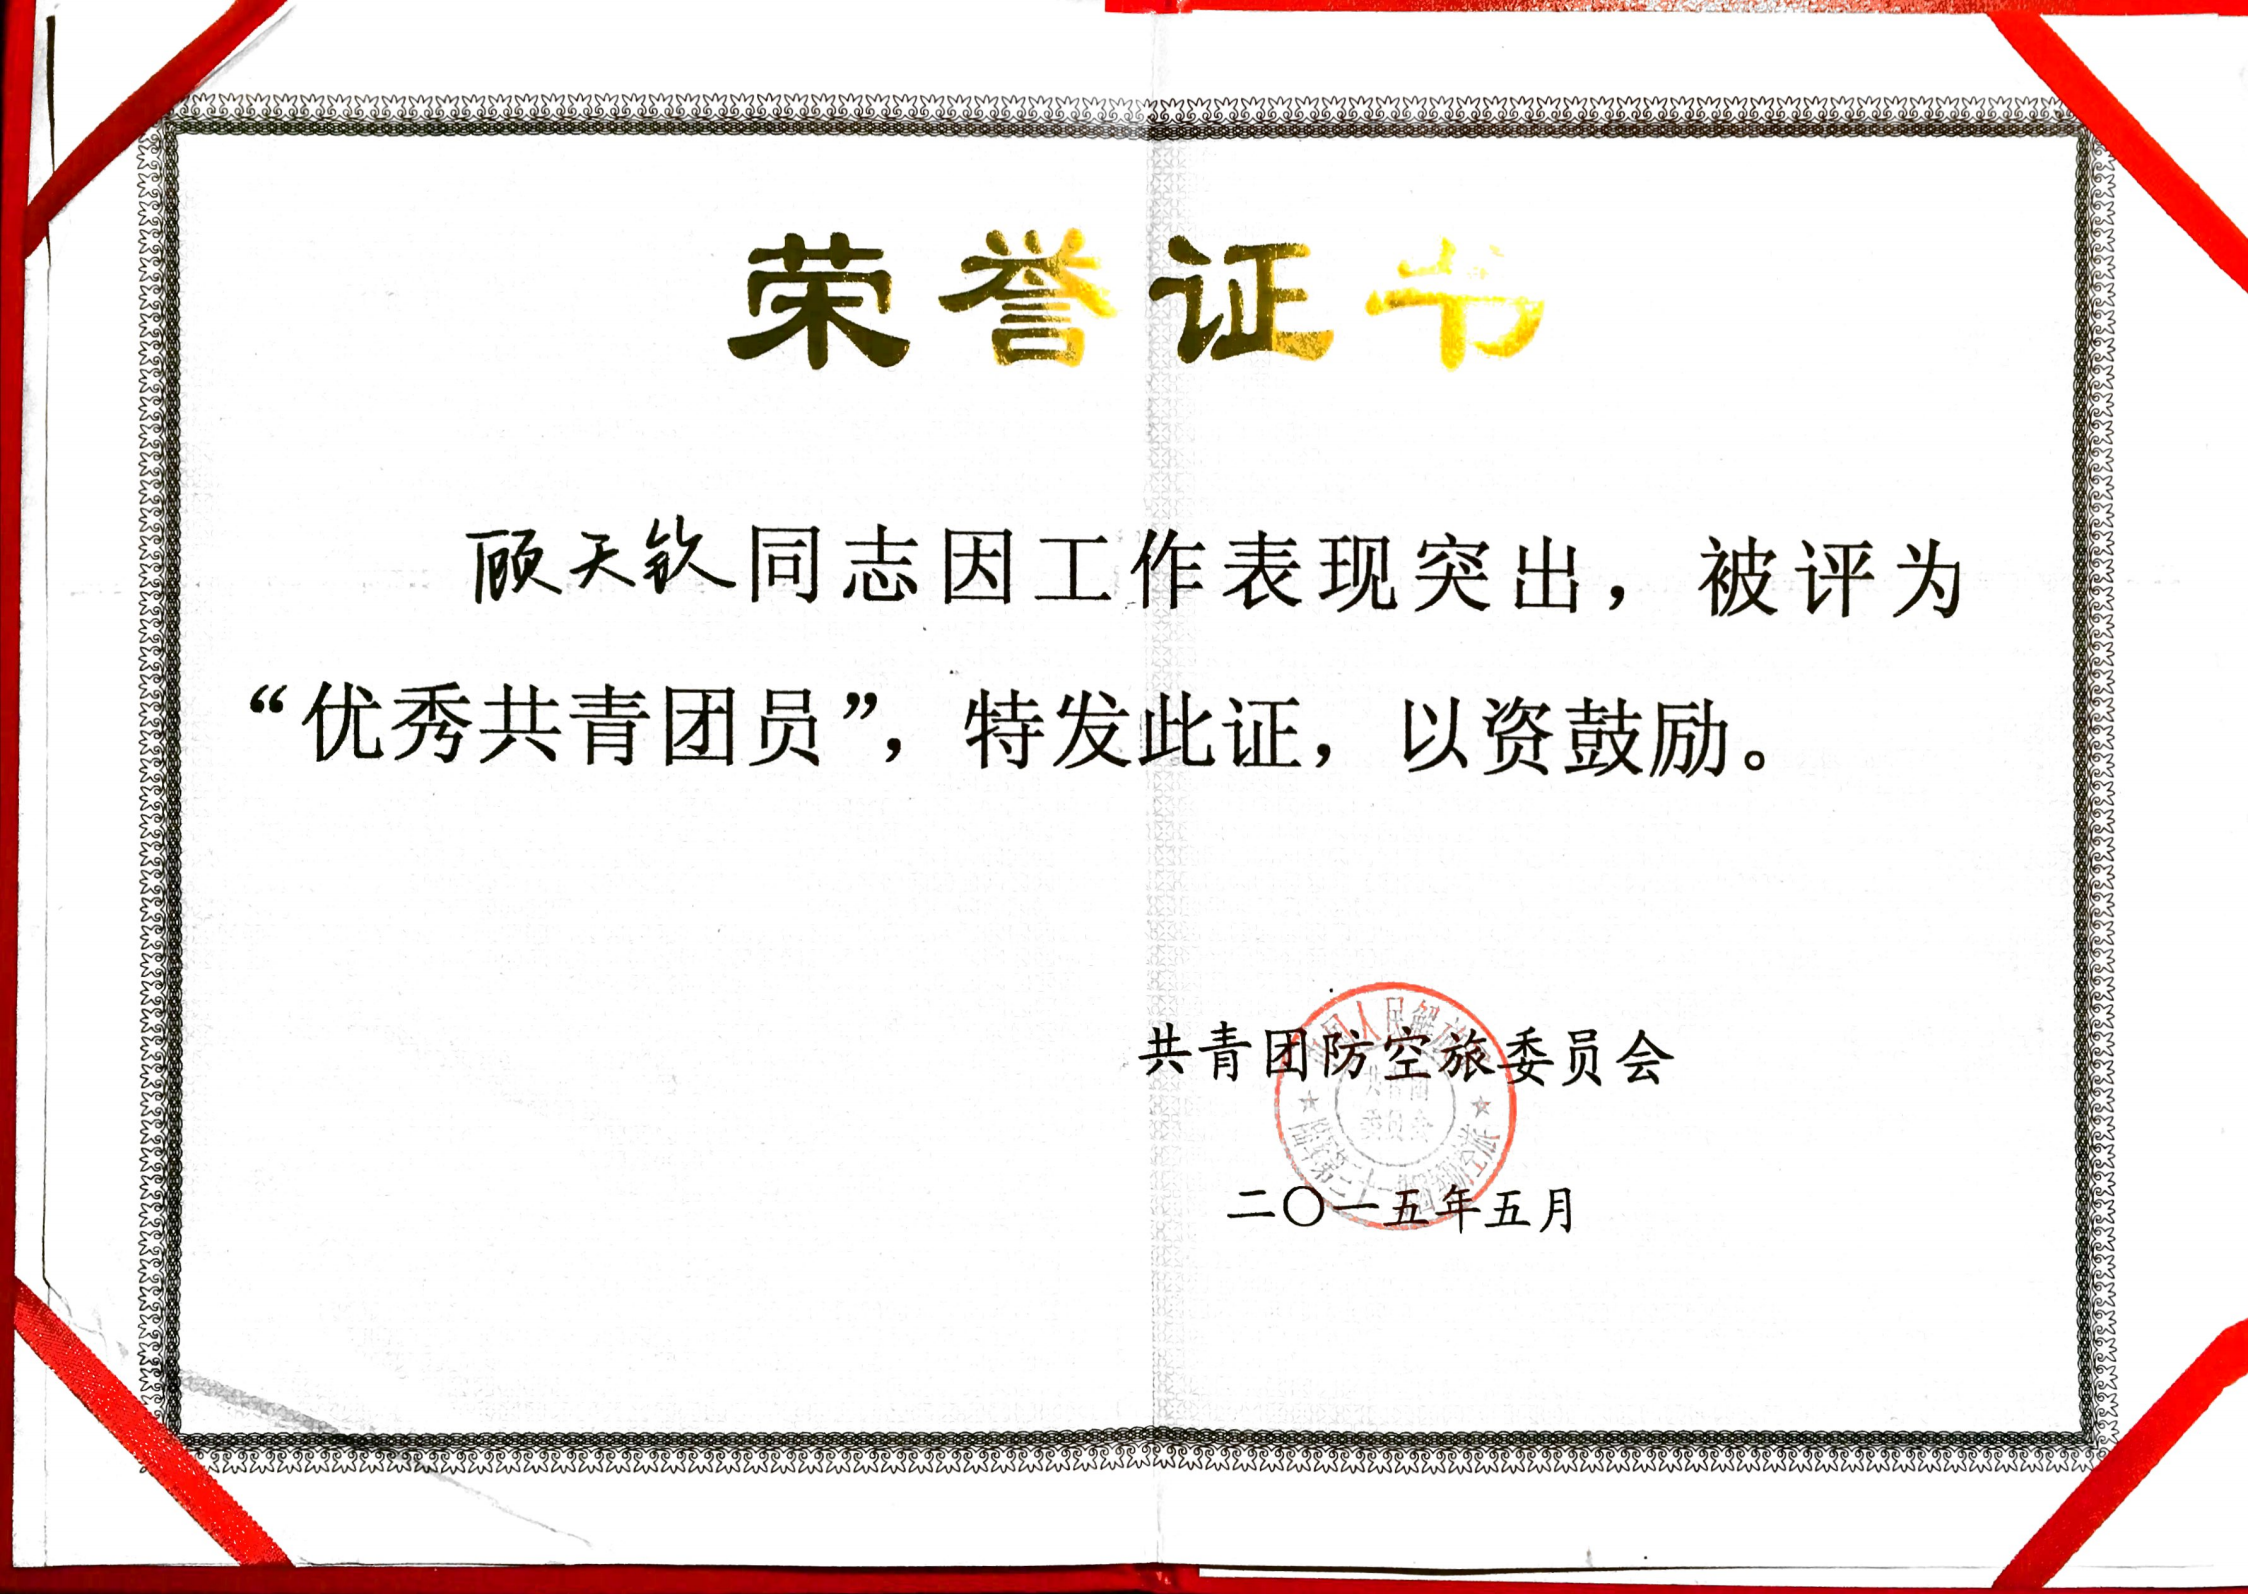 荣誉证书
顾天钦同志因工作表现突出，被评为
“优秀共青团员”，特发此证，以资鼓励。
共青团防空旅委员会
二〇一五年五月
中国人民解放军
★ ★
共青团
委员会